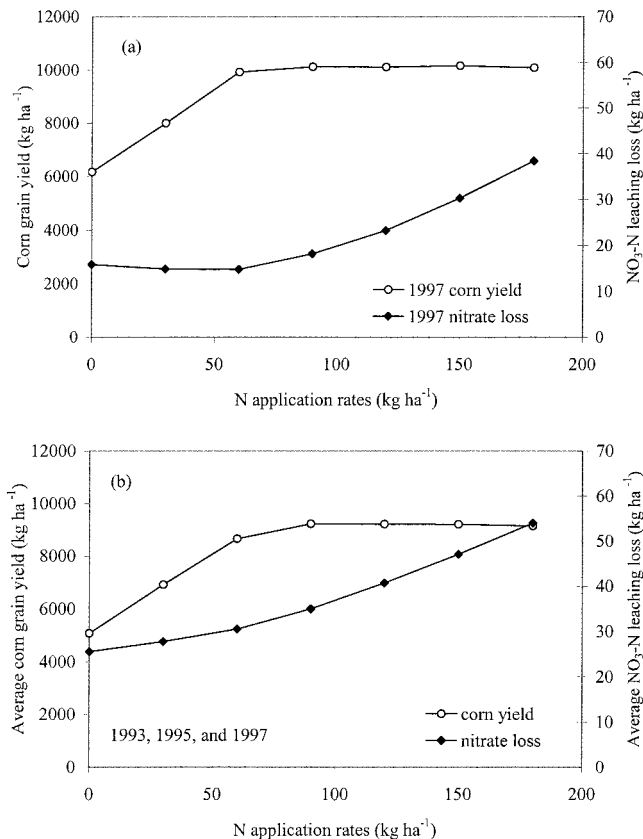 (a)
Corn grain yield (kg ha⁻¹)
12000
10000
8000
6000
4000
2000
0
NO₃-N leaching loss (kg ha⁻¹)
70
60
50
40
30
20
10
0
1997 corn yield
1997 nitrate loss
0 50 100 150 200
N application rates (kg ha⁻¹)
(b)
Average corn grain yield (kg ha⁻¹)
12000
10000
8000
6000
4000
2000
0
Average NO₃-N leaching loss (kg ha⁻¹)
70
60
50
40
30
20
10
0
corn yield
nitrate loss
1993, 1995, and 1997
0 50 100 150 200
N application rates (kg ha⁻¹)